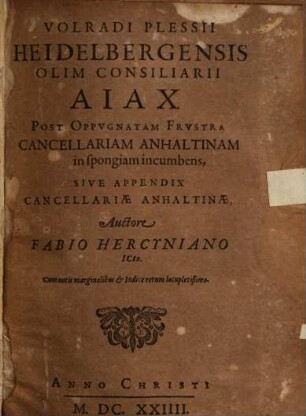 VOLRADI PLESSII
HEIDELBERGENSIS
OLIM CONSILIARII
AIAX
POST OPPVGNATAM FRVSTRA
CANCELLARIAM ANHALTINAM
in spongiam incumbens,
SIVE APPENDIX
CANCELLARIÆ ANHALTINÆ,
Auctore
FABIO HERCYNIANO
ICto.
Cum notis marginalibus & Indice rerum locupletissimo.
ANNO CHRISTI
M. DC. XXIIII.